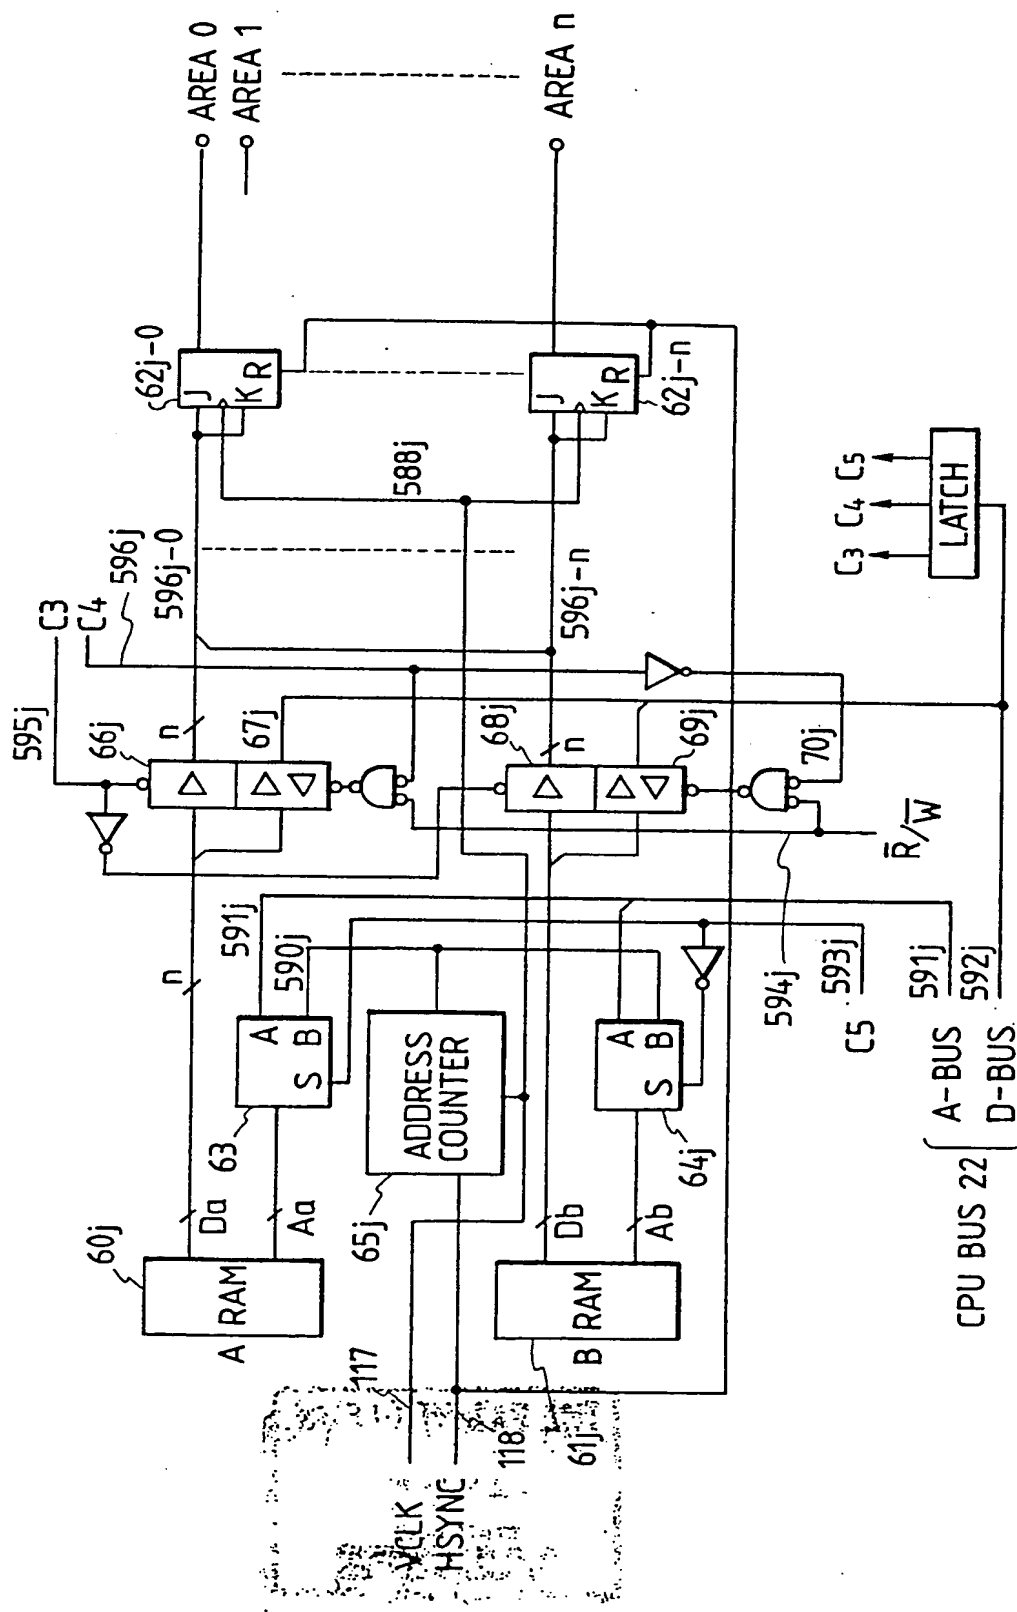 AREA 0
AREA 1
AREA n
62j-0
J
K
R
62j-n
J
K
R
588j
C3
C4
596j
596j-0
596j-n
595j
66j
n
67j
68j
n
69j
70j
R̅/W̅
C3
C4
C5
LATCH
n
591j
590j
A
B
S
63
ADDRESS
COUNTER
65j
A
B
S
64j
594j
593j
C5
591j
592j
A-BUS
D-BUS
CPU BUS 22
60j
Da
Aa
RAM
A
Db
Ab
RAM
B
61j
117
118
VCLK
HSYNC